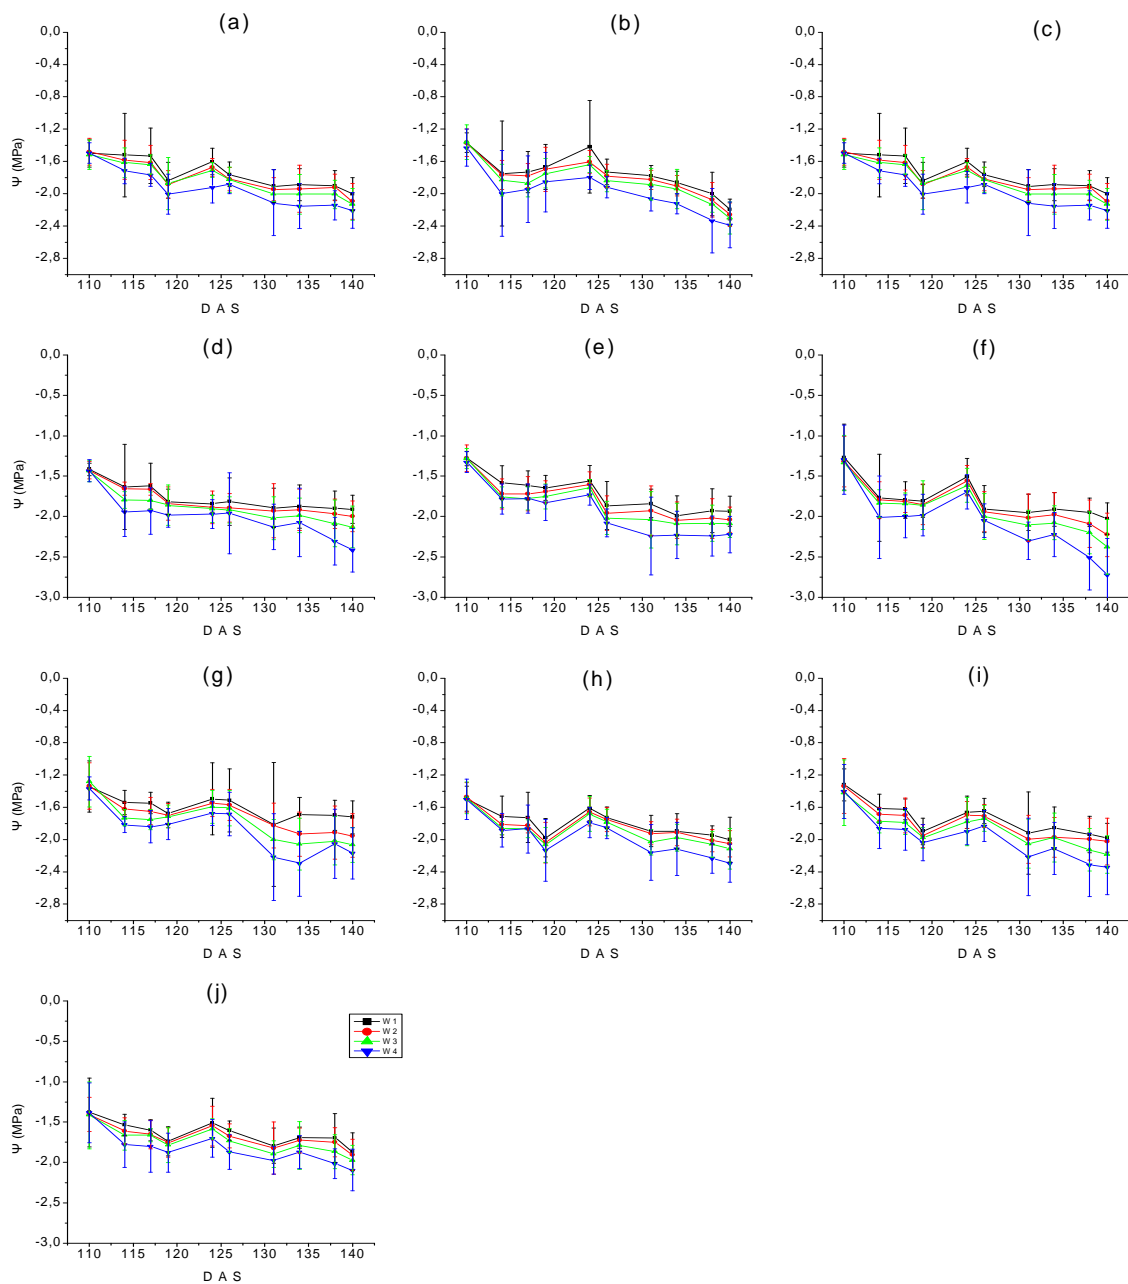 (a) (b) (c)
0,0 0,0 0,0
-0,4 -0,4 -0,4
-0,8 -0,8 -0,8
-1,2 -1,2 -1,2
-1,6 -1,6 -1,6
-2,0 -2,0 -2,0
-2,4 -2,4 -2,4
-2,8 -2,8 -2,8
Ψ (MPa)
110 115 120 125 130 135 140 110 115 120 125 130 135 140 110 115 120 125 130 135 140
D A S D A S D A S
(d) (e) (f)
0,0 0,0 0,0
-0,5 -0,5 -0,5
-1,0 -1,0 -1,0
-1,5 -1,5 -1,5
-2,0 -2,0 -2,0
-2,5 -2,5 -2,5
-3,0 -3,0 -3,0
Ψ (MPa)
110 115 120 125 130 135 140 110 115 120 125 130 135 140 110 115 120 125 130 135 140
D A S D A S D A S
(g) (h) (i)
0,0 0,0 0,0
-0,4 -0,4 -0,4
-0,8 -0,8 -0,8
-1,2 -1,2 -1,2
-1,6 -1,6 -1,6
-2,0 -2,0 -2,0
-2,4 -2,4 -2,4
-2,8 -2,8 -2,8
Ψ (MPa)
110 115 120 125 130 135 140 110 115 120 125 130 135 140 110 115 120 125 130 135 140
D A S D A S D A S
(j)
0,0
-0,5
-1,0
-1,5
-2,0
-2,5
-3,0
Ψ (MPa)
W 1
W 2
W 3
W 4
110 115 120 125 130 135 140
D A S